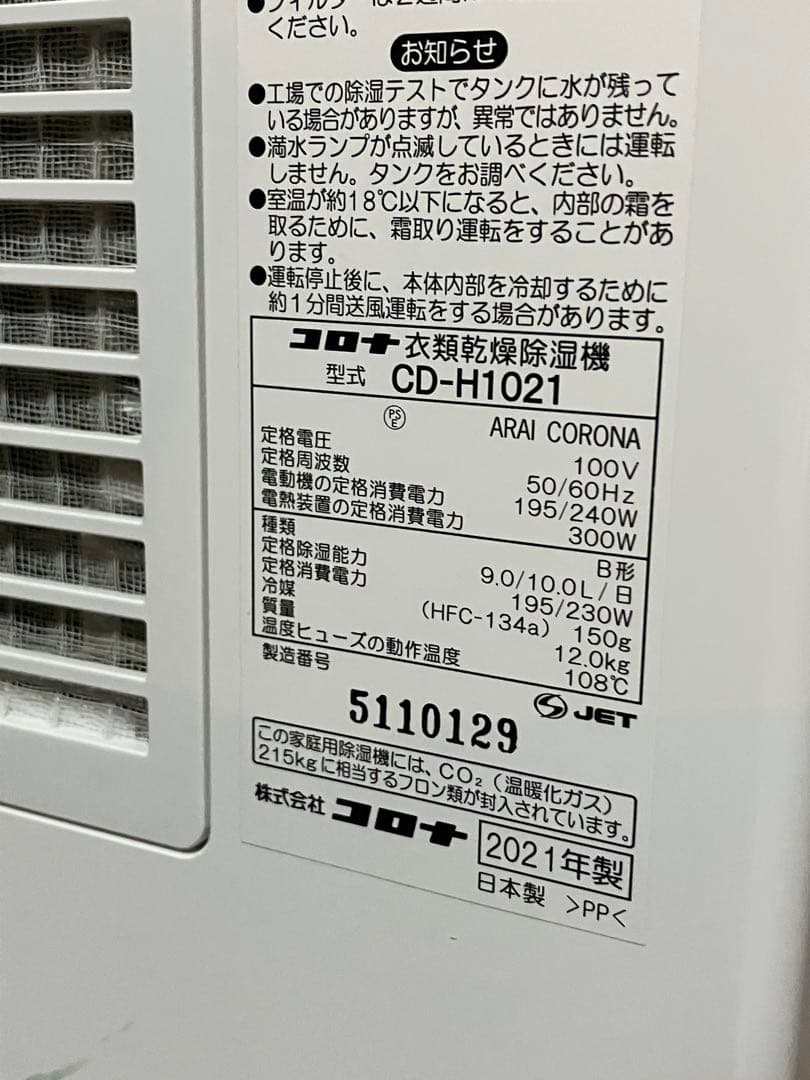 ください。
お知らせ
●工場での除湿テストでタンクに水が残って
いる場合がありますが、異常ではありません。
●満水ランプが点滅しているときには運転
しません。タンクをお調べください。
●室温が約18℃以下になると、内部の霜を
取るために、霜取り運転をすることがあ
ります。
●運転停止後に、本体内部を冷却するために
約1分間送風運転をする場合があります。
コロナ 衣類乾燥除湿機
型式 CD-H1021
PS E ARAI CORONA
定格電圧 100V
定格周波数 50/60Hz
電動機の定格消費電力 195/240W
電熱装置の定格消費電力 300W
種類 B形
定格除湿能力 9.0/10.0L/日
定格消費電力 195/230W
冷媒 (HFC-134a) 150g
質量 12.0kg
温度ヒューズの動作温度 108℃
製造番号
JET
5110129
この家庭用除湿機には、CO₂(温暖化ガス)
215kgに相当するフロン類が封入されています。
株式会社 コロナ 2021年製
日本製 >PP<